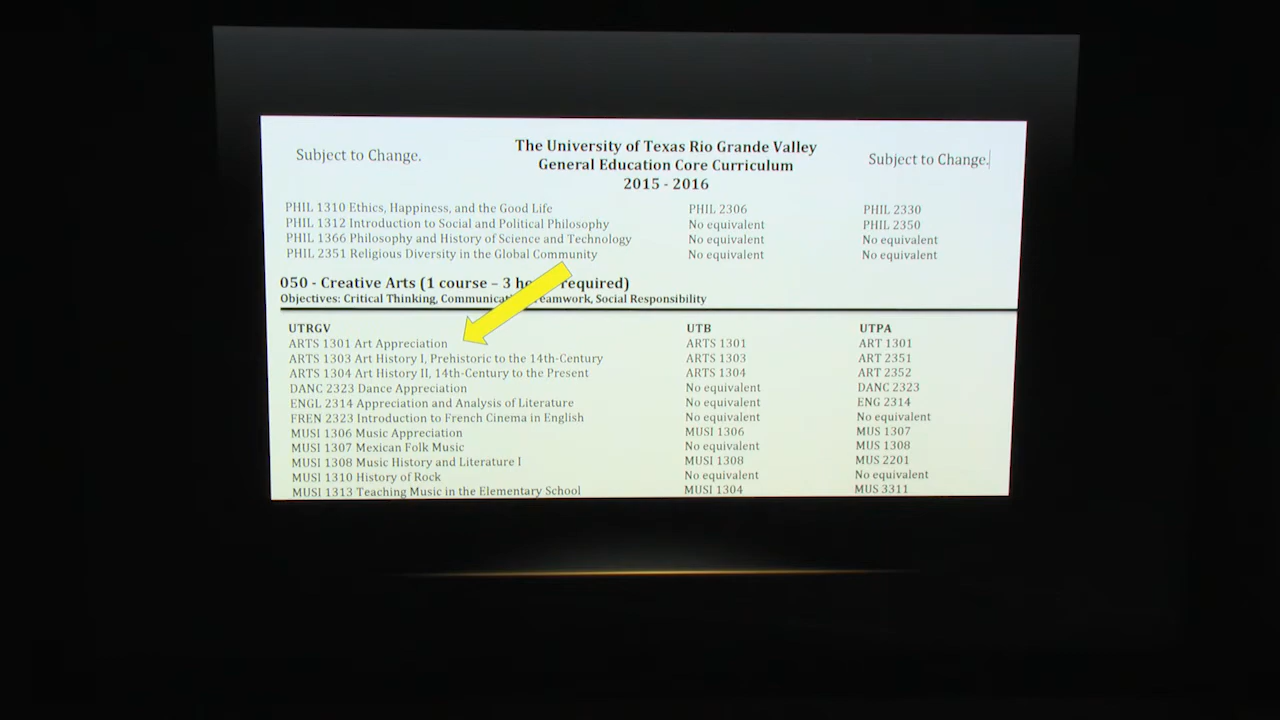 The University of Texas Rio Grande Valley
Subject to Change. General Education Core Curriculum Subject to Change.
2015 - 2016
PHIL 1310 Ethics, Happiness, and the Good Life PHIL 2306 PHIL 2330
PHIL 1312 Introduction to Social and Political Philosophy No equivalent PHIL 2350
PHIL 1366 Philosophy and History of Science and Technology No equivalent No equivalent
PHIL 2351 Religious Diversity in the Global Community No equivalent No equivalent
050 - Creative Arts (1 course – 3 required)
Objectives: Critical Thinking, Teamwork, Social Responsibility
UTRGV UTB UTPA
ARTS 1301 Art Appreciation ARTS 1301 ART 1301
ARTS 1303 Art History I, Prehistoric to the 14th-Century ARTS 1303 ART 2351
ARTS 1304 Art History II, 14th-Century to the Present ARTS 1304 ART 2352
DANC 2323 Dance Appreciation No equivalent DANC 2323
ENGL 2314 Appreciation and Analysis of Literature No equivalent ENG 2314
FREN 2323 Introduction to French Cinema in English No equivalent No equivalent
MUSI 1306 Music Appreciation MUSI 1306 MUS 1307
MUSI 1307 Mexican Folk Music No equivalent MUS 1308
MUSI 1308 Music History and Literature I MUSI 1308 MUS 2201
MUSI 1310 History of Rock No equivalent No equivalent
MUSI 1313 Teaching Music in the Elementary School MUSI 1304 MUS 3311